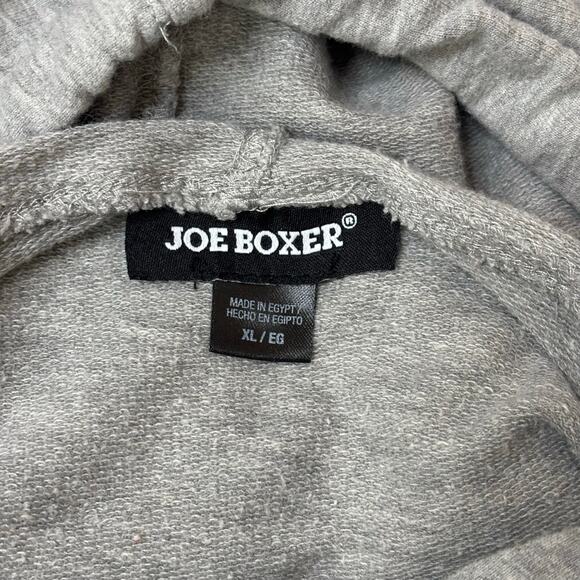 JOE BOXER®
MADE IN EGYPT/
HECHO EN EGIPTO
XL / EG